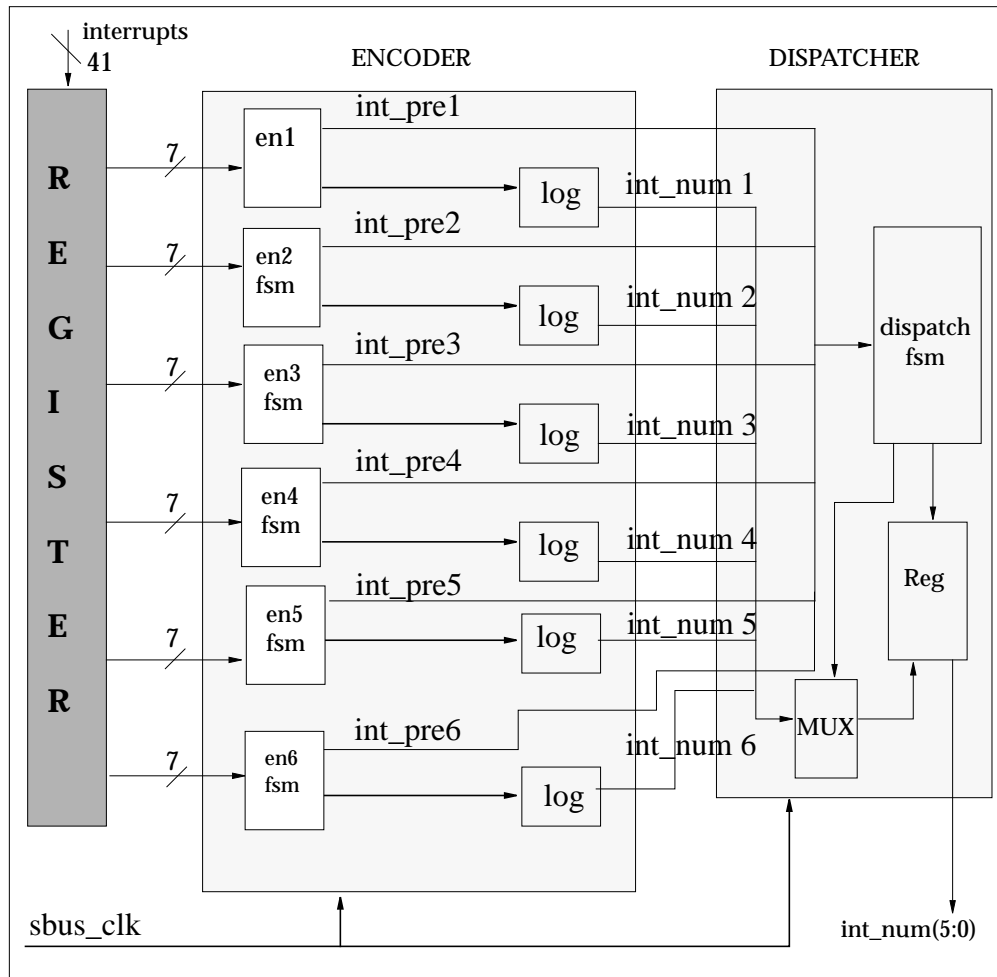 interrupts
41
ENCODER
DISPATCHER
R
E
G
I
S
T
E
R
7
7
7
7
7
7
en1
int_pre1
log
int_num 1
en2
fsm
int_pre2
log
int_num 2
en3
fsm
int_pre3
log
int_num 3
en4
fsm
int_pre4
log
int_num 4
en5
fsm
int_pre5
log
int_num 5
en6
fsm
int_pre6
log
int_num 6
dispatch
fsm
Reg
MUX
sbus_clk
int_num(5:0)